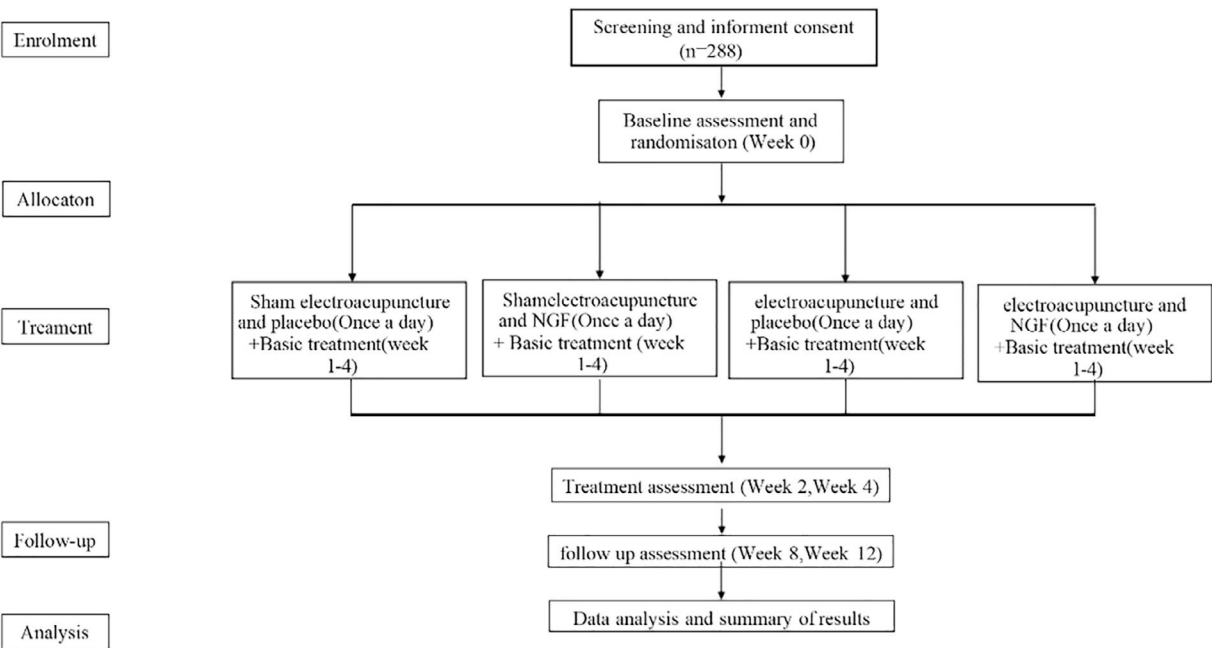 Enrolment
Screening and informent consent
(n=288)
Baseline assessment and
randomisaton (Week 0)
Allocaton
Treament
Sham electroacupuncture
and placebo(Once a day)
+Basic treatment(week
1-4)
Shamelectroacupuncture
and NGF(Once a day)
+ Basic treatment (week
1-4)
electroacupuncture and
placebo(Once a day)
+Basic treatment(week
1-4)
electroacupuncture and
NGF(Once a day)
+Basic treatment(week
1-4)
Treatment assessment (Week 2,Week 4)
Follow-up
follow up assessment (Week 8,Week 12)
Analysis
Data analysis and summary of results